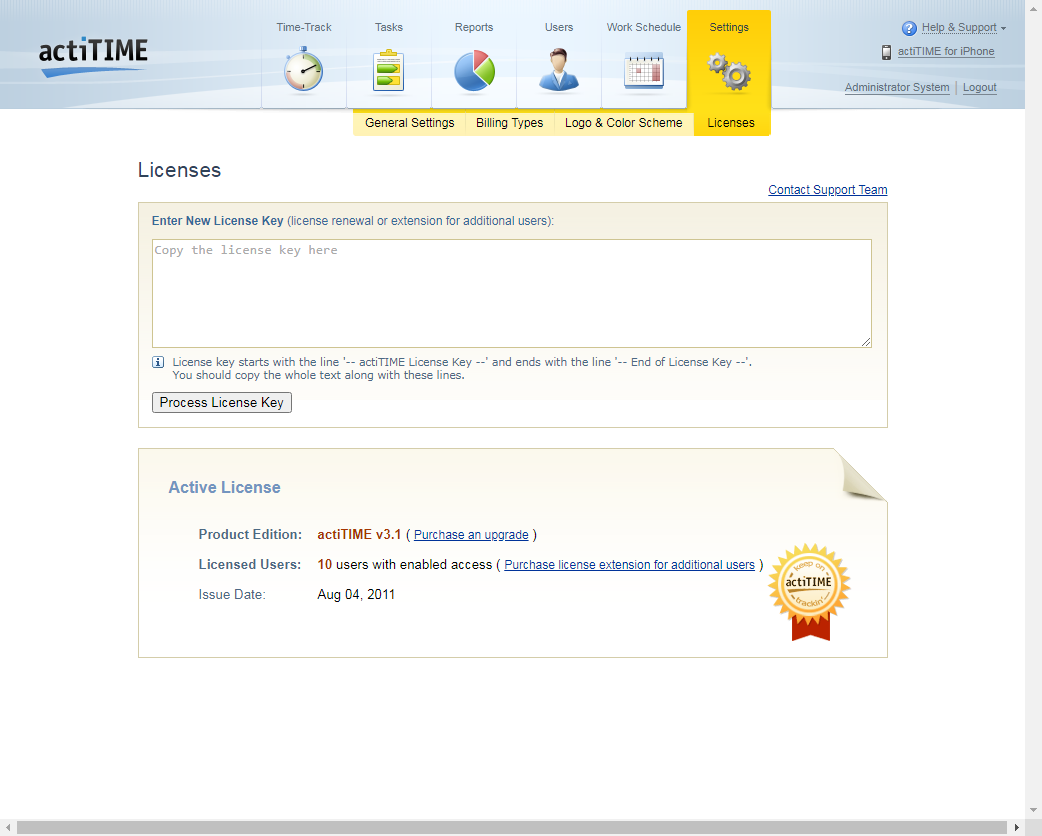 actiTIME
Time-Track
Tasks
Reports
Users
Work Schedule
Settings
Help & Support
actiTIME for iPhone
Administrator System
Logout
General Settings
Billing Types
Logo & Color Scheme
Licenses
Licenses
Contact Support Team
Enter New License Key (license renewal or extension for additional users):
Copy the license key here
License key starts with the line '-- actiTIME License Key --' and ends with the line '-- End of License Key --'.
You should copy the whole text along with these lines.
Process License Key
Active License
Product Edition: actiTIME v3.1 ( Purchase an upgrade )
Licensed Users: 10 users with enabled access ( Purchase license extension for additional users )
Issue Date: Aug 04, 2011
keep on
actiTIME
trackin'